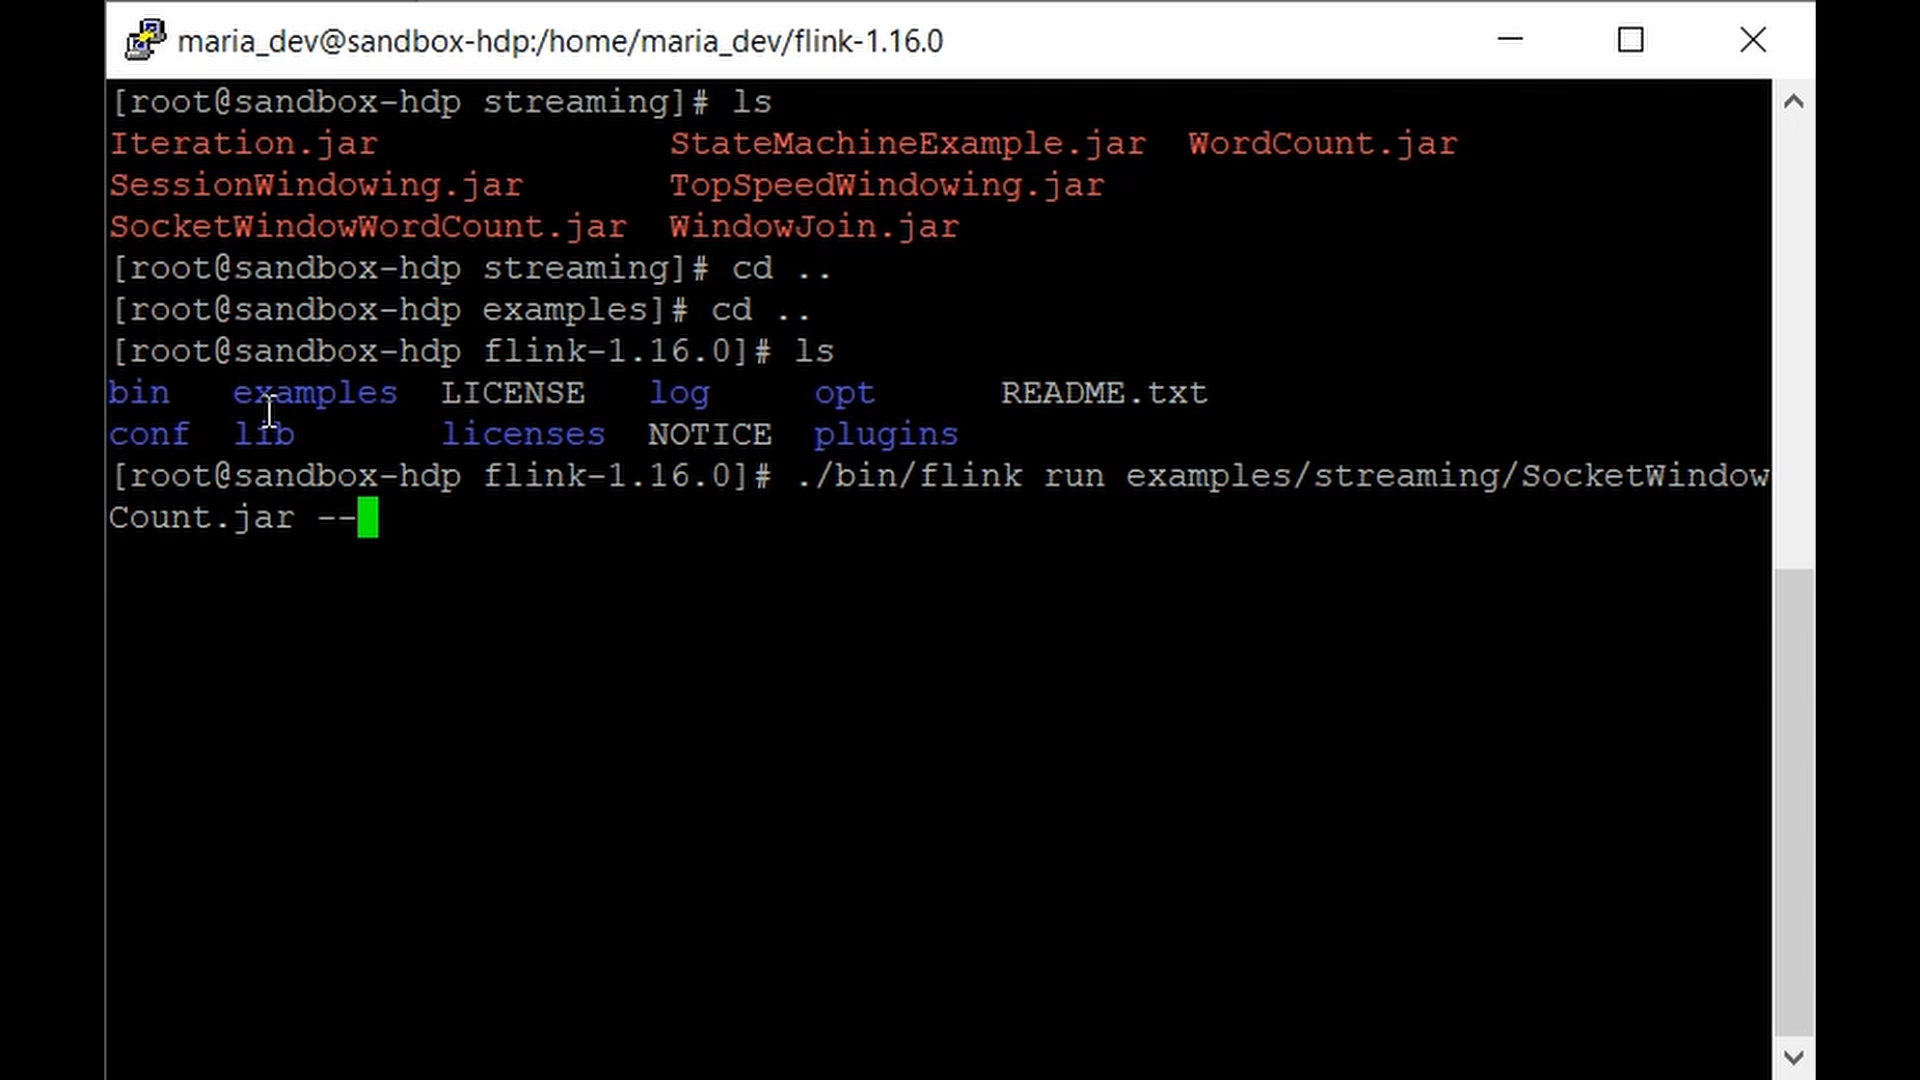 maria_dev@sandbox-hdp:/home/maria_dev/flink-1.16.0
[root@sandbox-hdp streaming]# ls
Iteration.jar StateMachineExample.jar WordCount.jar
SessionWindowing.jar TopSpeedWindowing.jar
SocketWindowWordCount.jar WindowJoin.jar
[root@sandbox-hdp streaming]# cd ..
[root@sandbox-hdp examples]# cd ..
[root@sandbox-hdp flink-1.16.0]# ls
bin examples LICENSE log opt README.txt
conf lib licenses NOTICE plugins
[root@sandbox-hdp flink-1.16.0]# ./bin/flink run examples/streaming/SocketWindow
Count.jar --